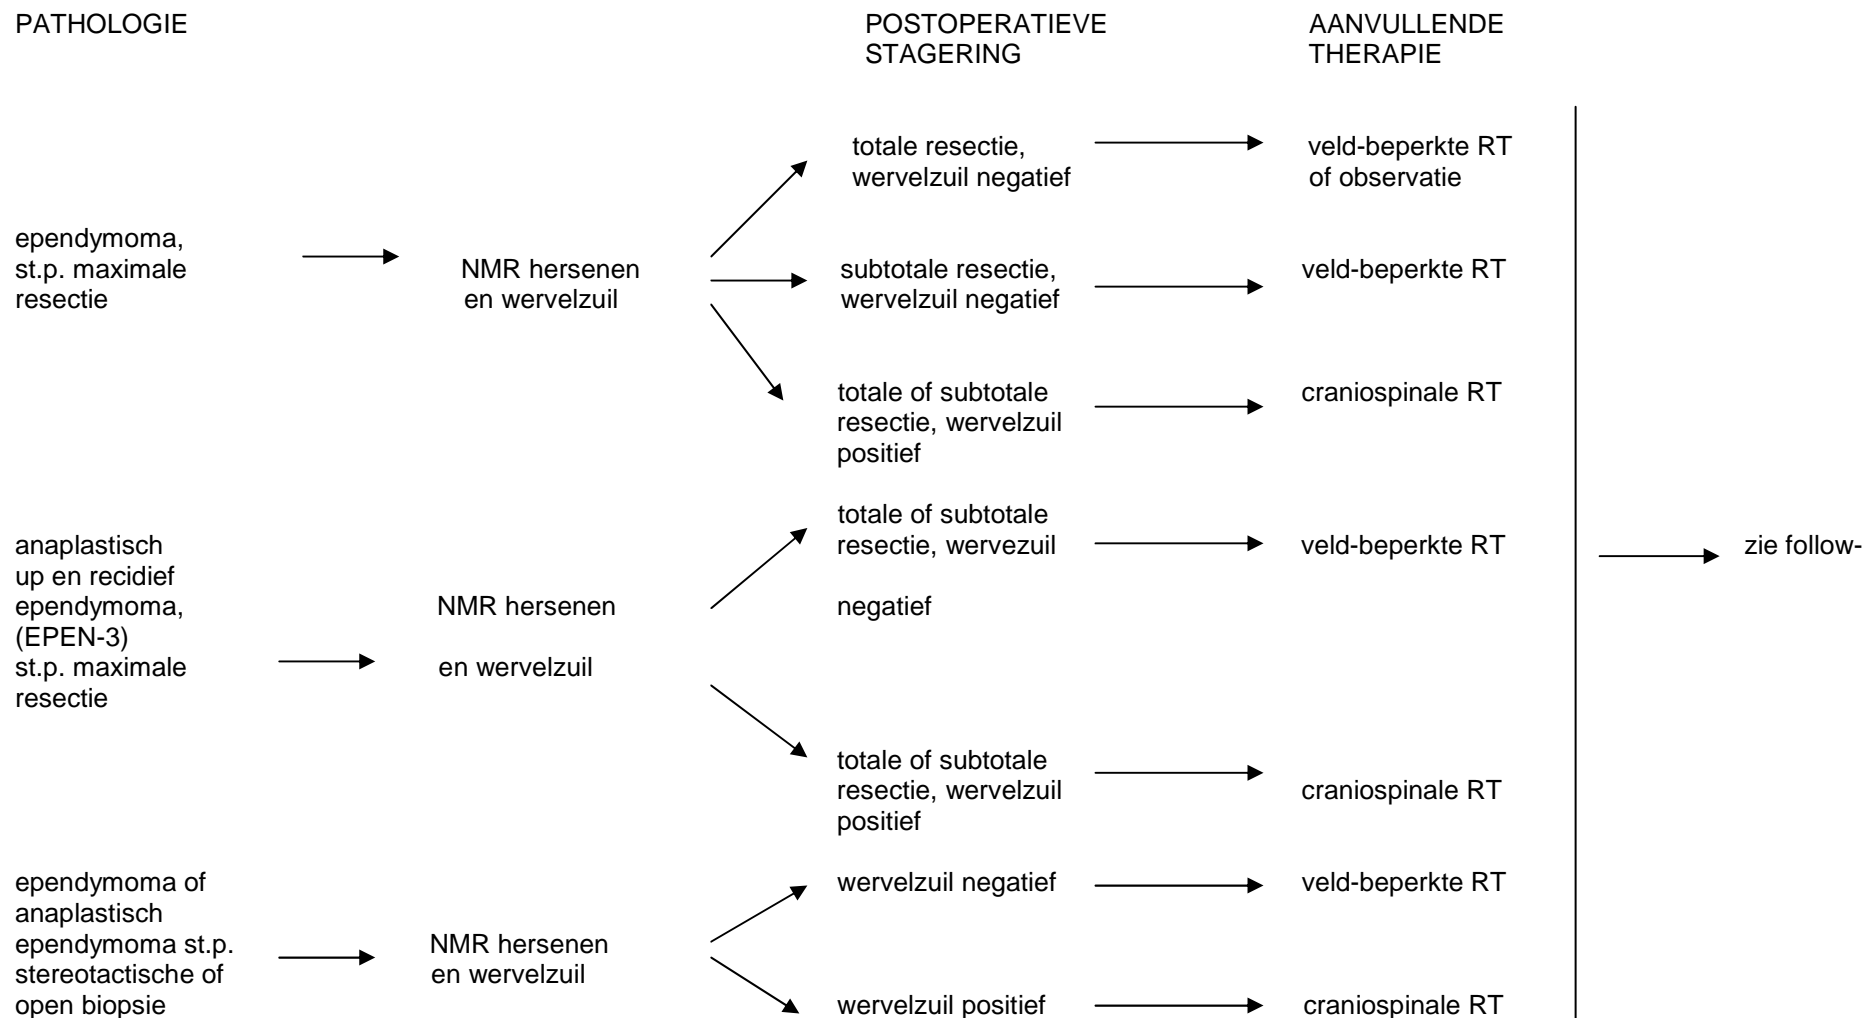 PATHOLOGIE
POSTOPERATIEVE
STAGERING
AANVULLENDE
THERAPIE
ependymoma,
st.p. maximale
resectie
NMR hersenen
en wervelzuil
totale resectie,
wervelzuil negatief
veld-beperkte RT
of observatie
subtotale resectie,
wervelzuil negatief
veld-beperkte RT
totale of subtotale
resectie, wervelzuil
positief
craniospinale RT
anaplastisch
up en recidief
ependymoma,
(EPEN-3)
st.p. maximale
resectie
NMR hersenen
en wervelzuil
totale of subtotale
resectie, wervezuil
negatief
veld-beperkte RT
totale of subtotale
resectie, wervelzuil
positief
craniospinale RT
zie follow-
ependymoma of
anaplastisch
ependymoma st.p.
stereotactische of
open biopsie
NMR hersenen
en wervelzuil
wervelzuil negatief
veld-beperkte RT
wervelzuil positief
craniospinale RT